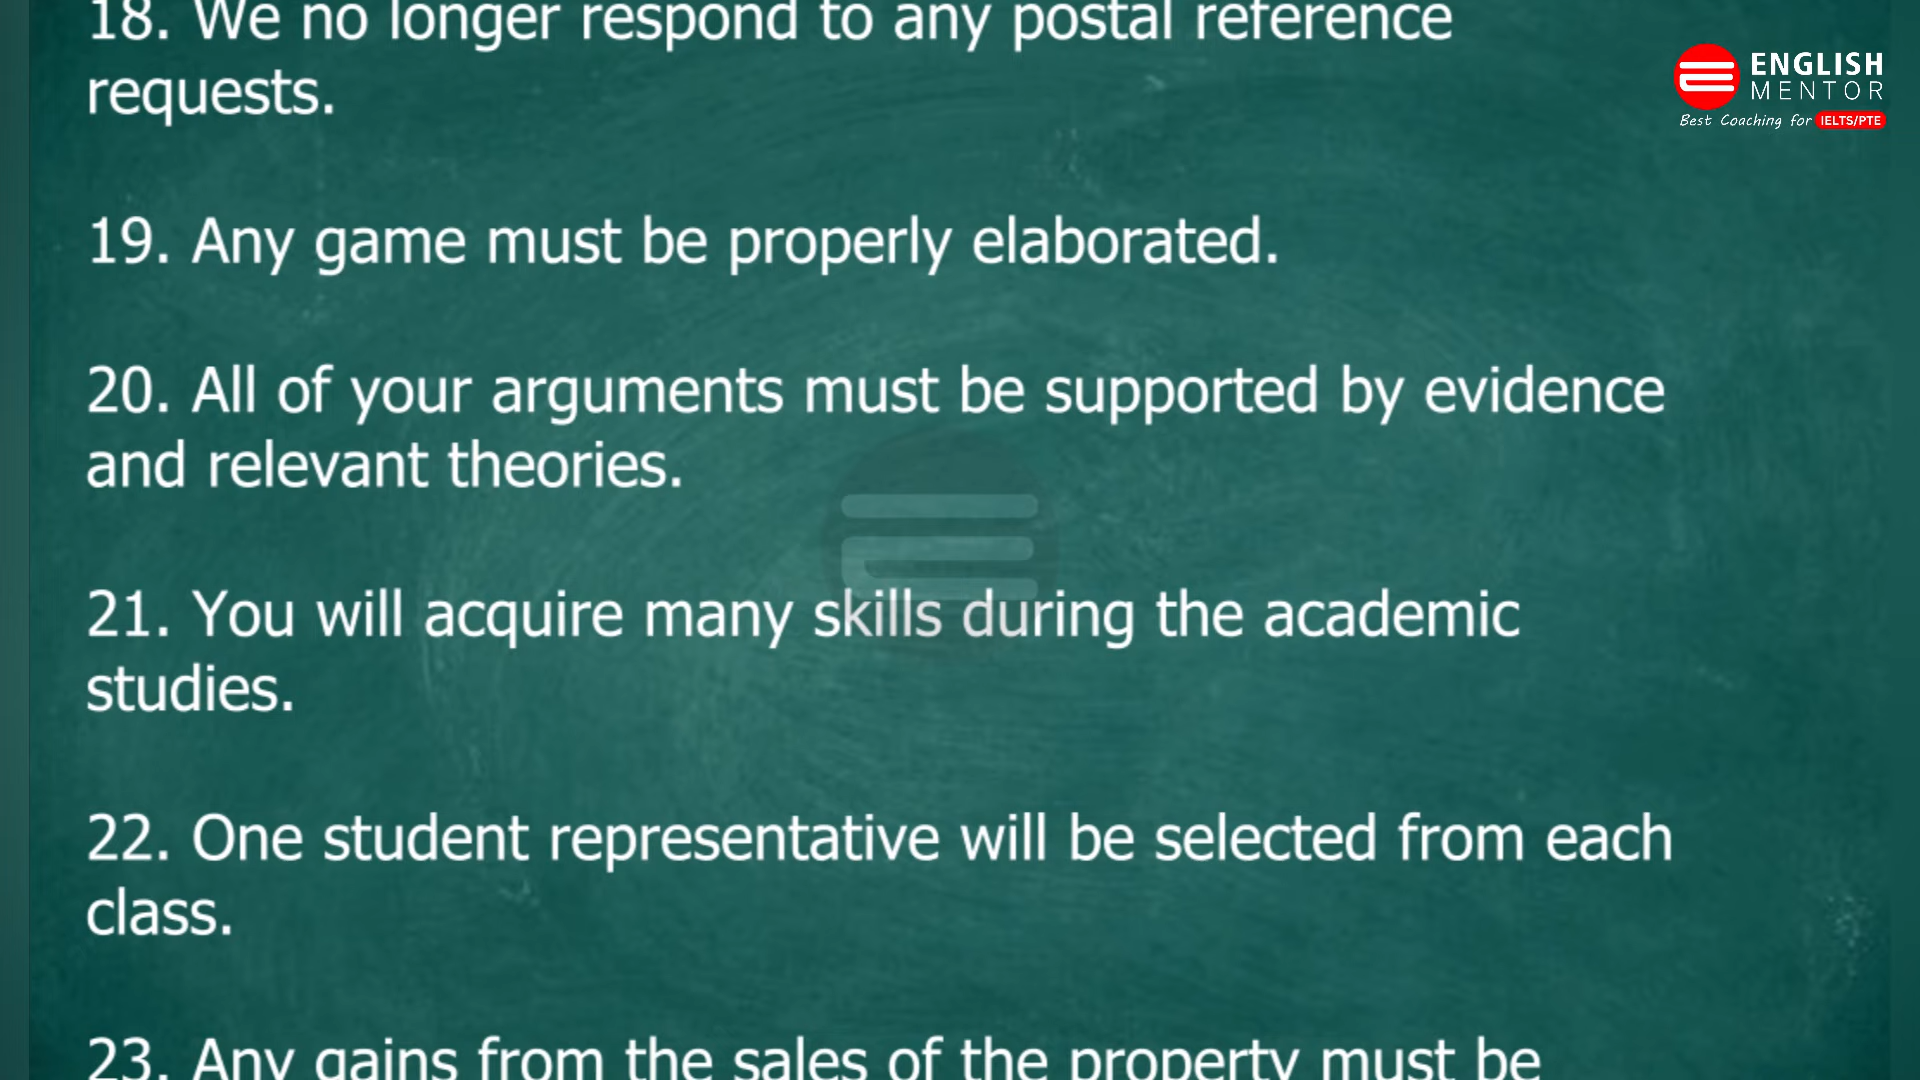 18. We no longer respond to any postal reference
requests.
ENGLISH
MENTOR
Best Coaching for IELTS/PTE
19. Any game must be properly elaborated.
20. All of your arguments must be supported by evidence
and relevant theories.
21. You will acquire many skills during the academic
studies.
22. One student representative will be selected from each
class.
23. Any gains from the sales of the property must be